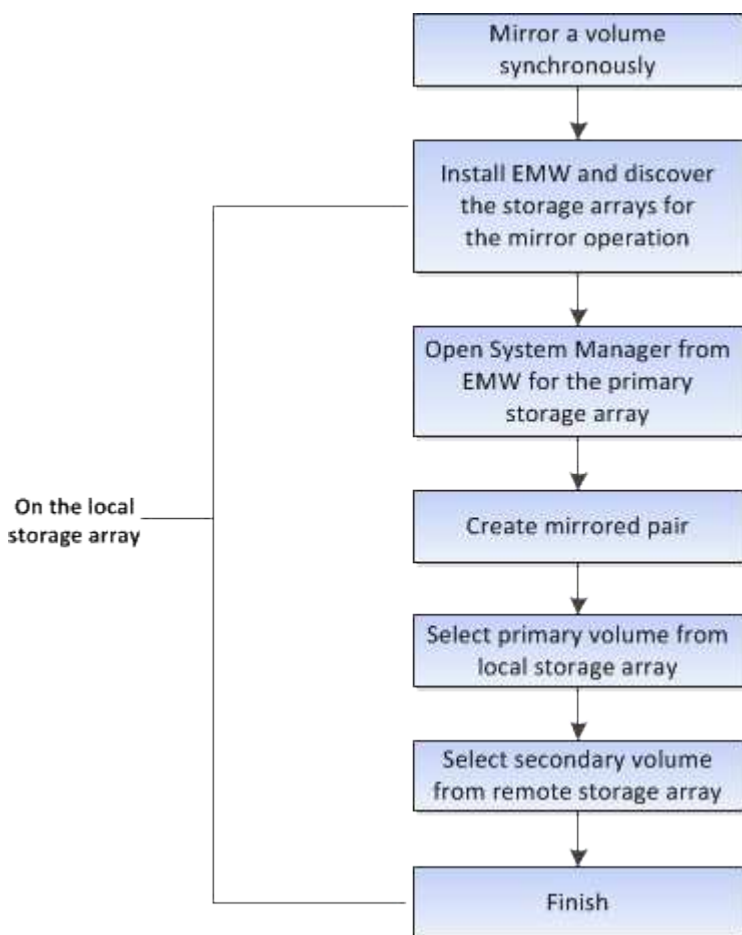 Mirror a volume
synchronously
Install EMW and discover
the storage arrays for
the mirror operation
Open System Manager from
EMW for the primary
storage array
On the local
storage array
Create mirrored pair
Select primary volume from
local storage array
Select secondary volume
from remote storage array
Finish